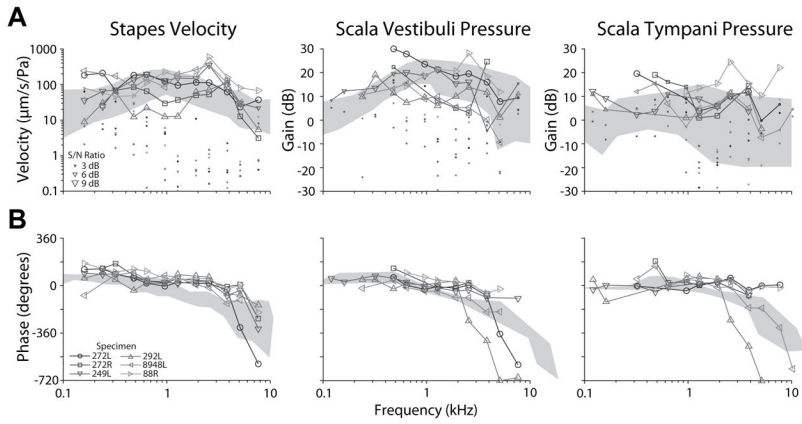 A
Stapes Velocity
Scala Vestibuli Pressure
Scala Tympani Pressure
Velocity (μm/s/Pa)
1000
100
10
1
0.1
S/N Ratio
3 dB
6 dB
9 dB
Gain (dB)
30
20
10
0
-10
-20
-30
Gain (dB)
30
20
10
0
-10
-20
-30
B
Phase (degrees)
360
0
-360
-720
Specimen
272L
272R
249L
292L
8948L
88R
0.1
1
10
0.1
1
10
0.1
1
10
Frequency (kHz)